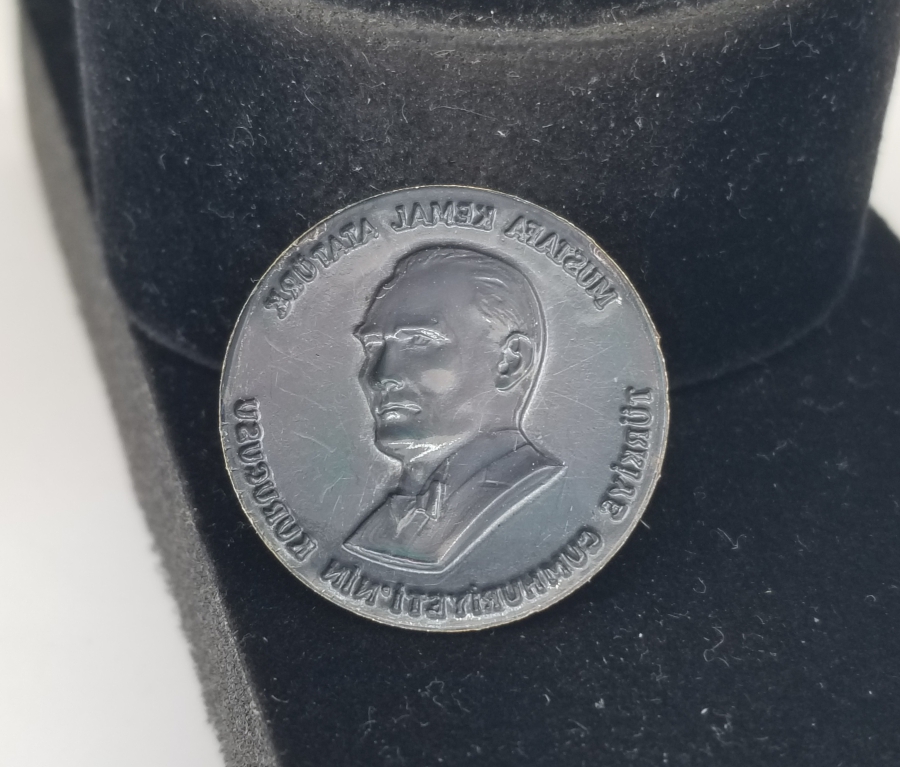 MUSTAFA KEMAL ATATÜRK
TÜRKİYE CUMHURİYETİ'NİN KURUCUSU